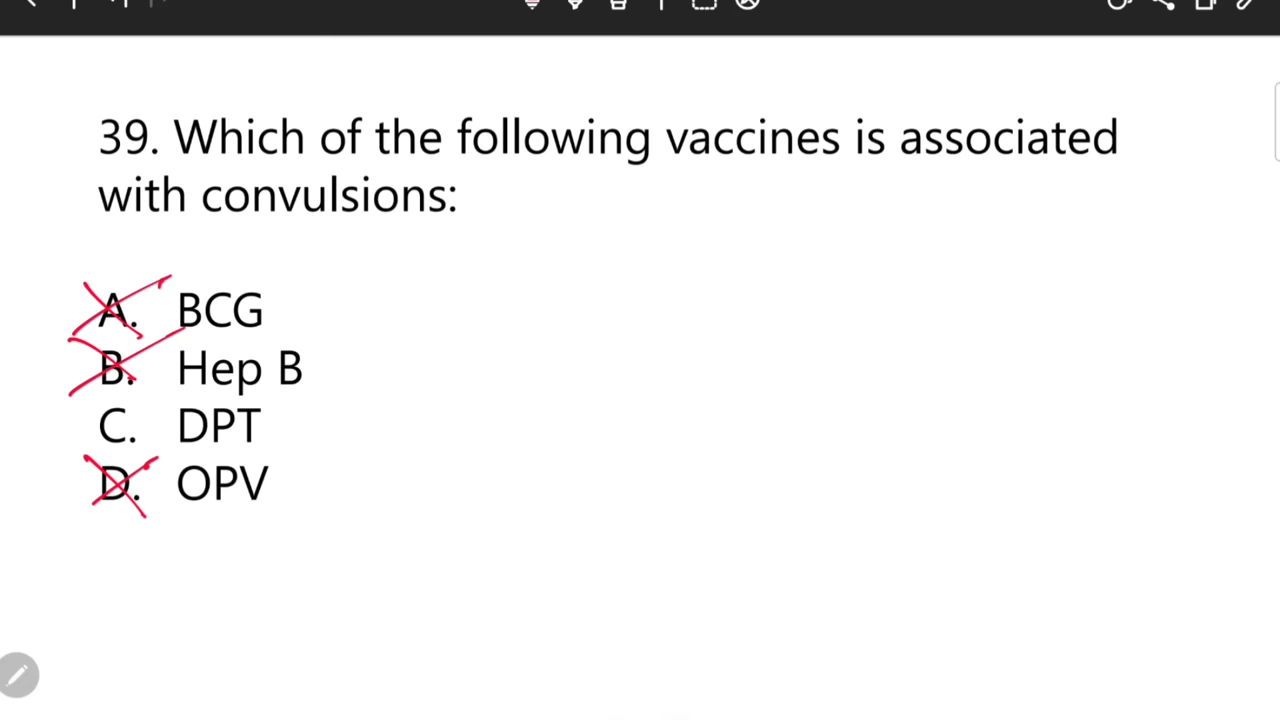 39. Which of the following vaccines is associated
with convulsions:
A. BCG
B. Hep B
C. DPT
D. OPV